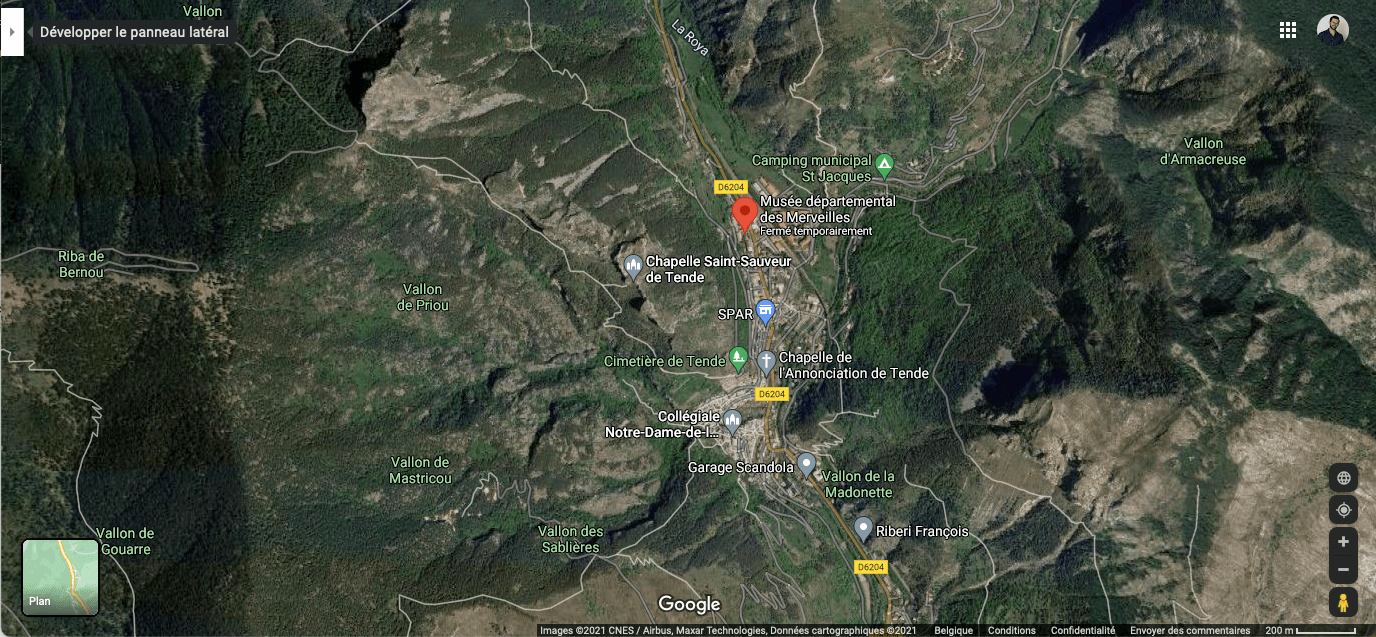 Vallon
Développer le panneau latéral
La Roya
Camping municipal
St Jacques
Vallon
d'Armacreuse
D6204
Musée départemental
des Merveilles
Fermé temporairement
Riba de
Bernou
Chapelle Saint-Sauveur
de Tende
Vallon
de Priou
SPAR
Cimetière de Tende
Chapelle de
l'Annonciation de Tende
D6204
Collégiale
Notre-Dame-de-l...
Garage Scandola
Vallon de
Mastricou
Vallon de la
Madonette
Vallon de
Gouarre
Vallon des
Sablières
Riberi François
D6204
Plan
Google
Images ©2021 CNES / Airbus, Maxar Technologies, Données cartographiques ©2021 Belgique Conditions Confidentialité Envoyer des commentaires 200 m